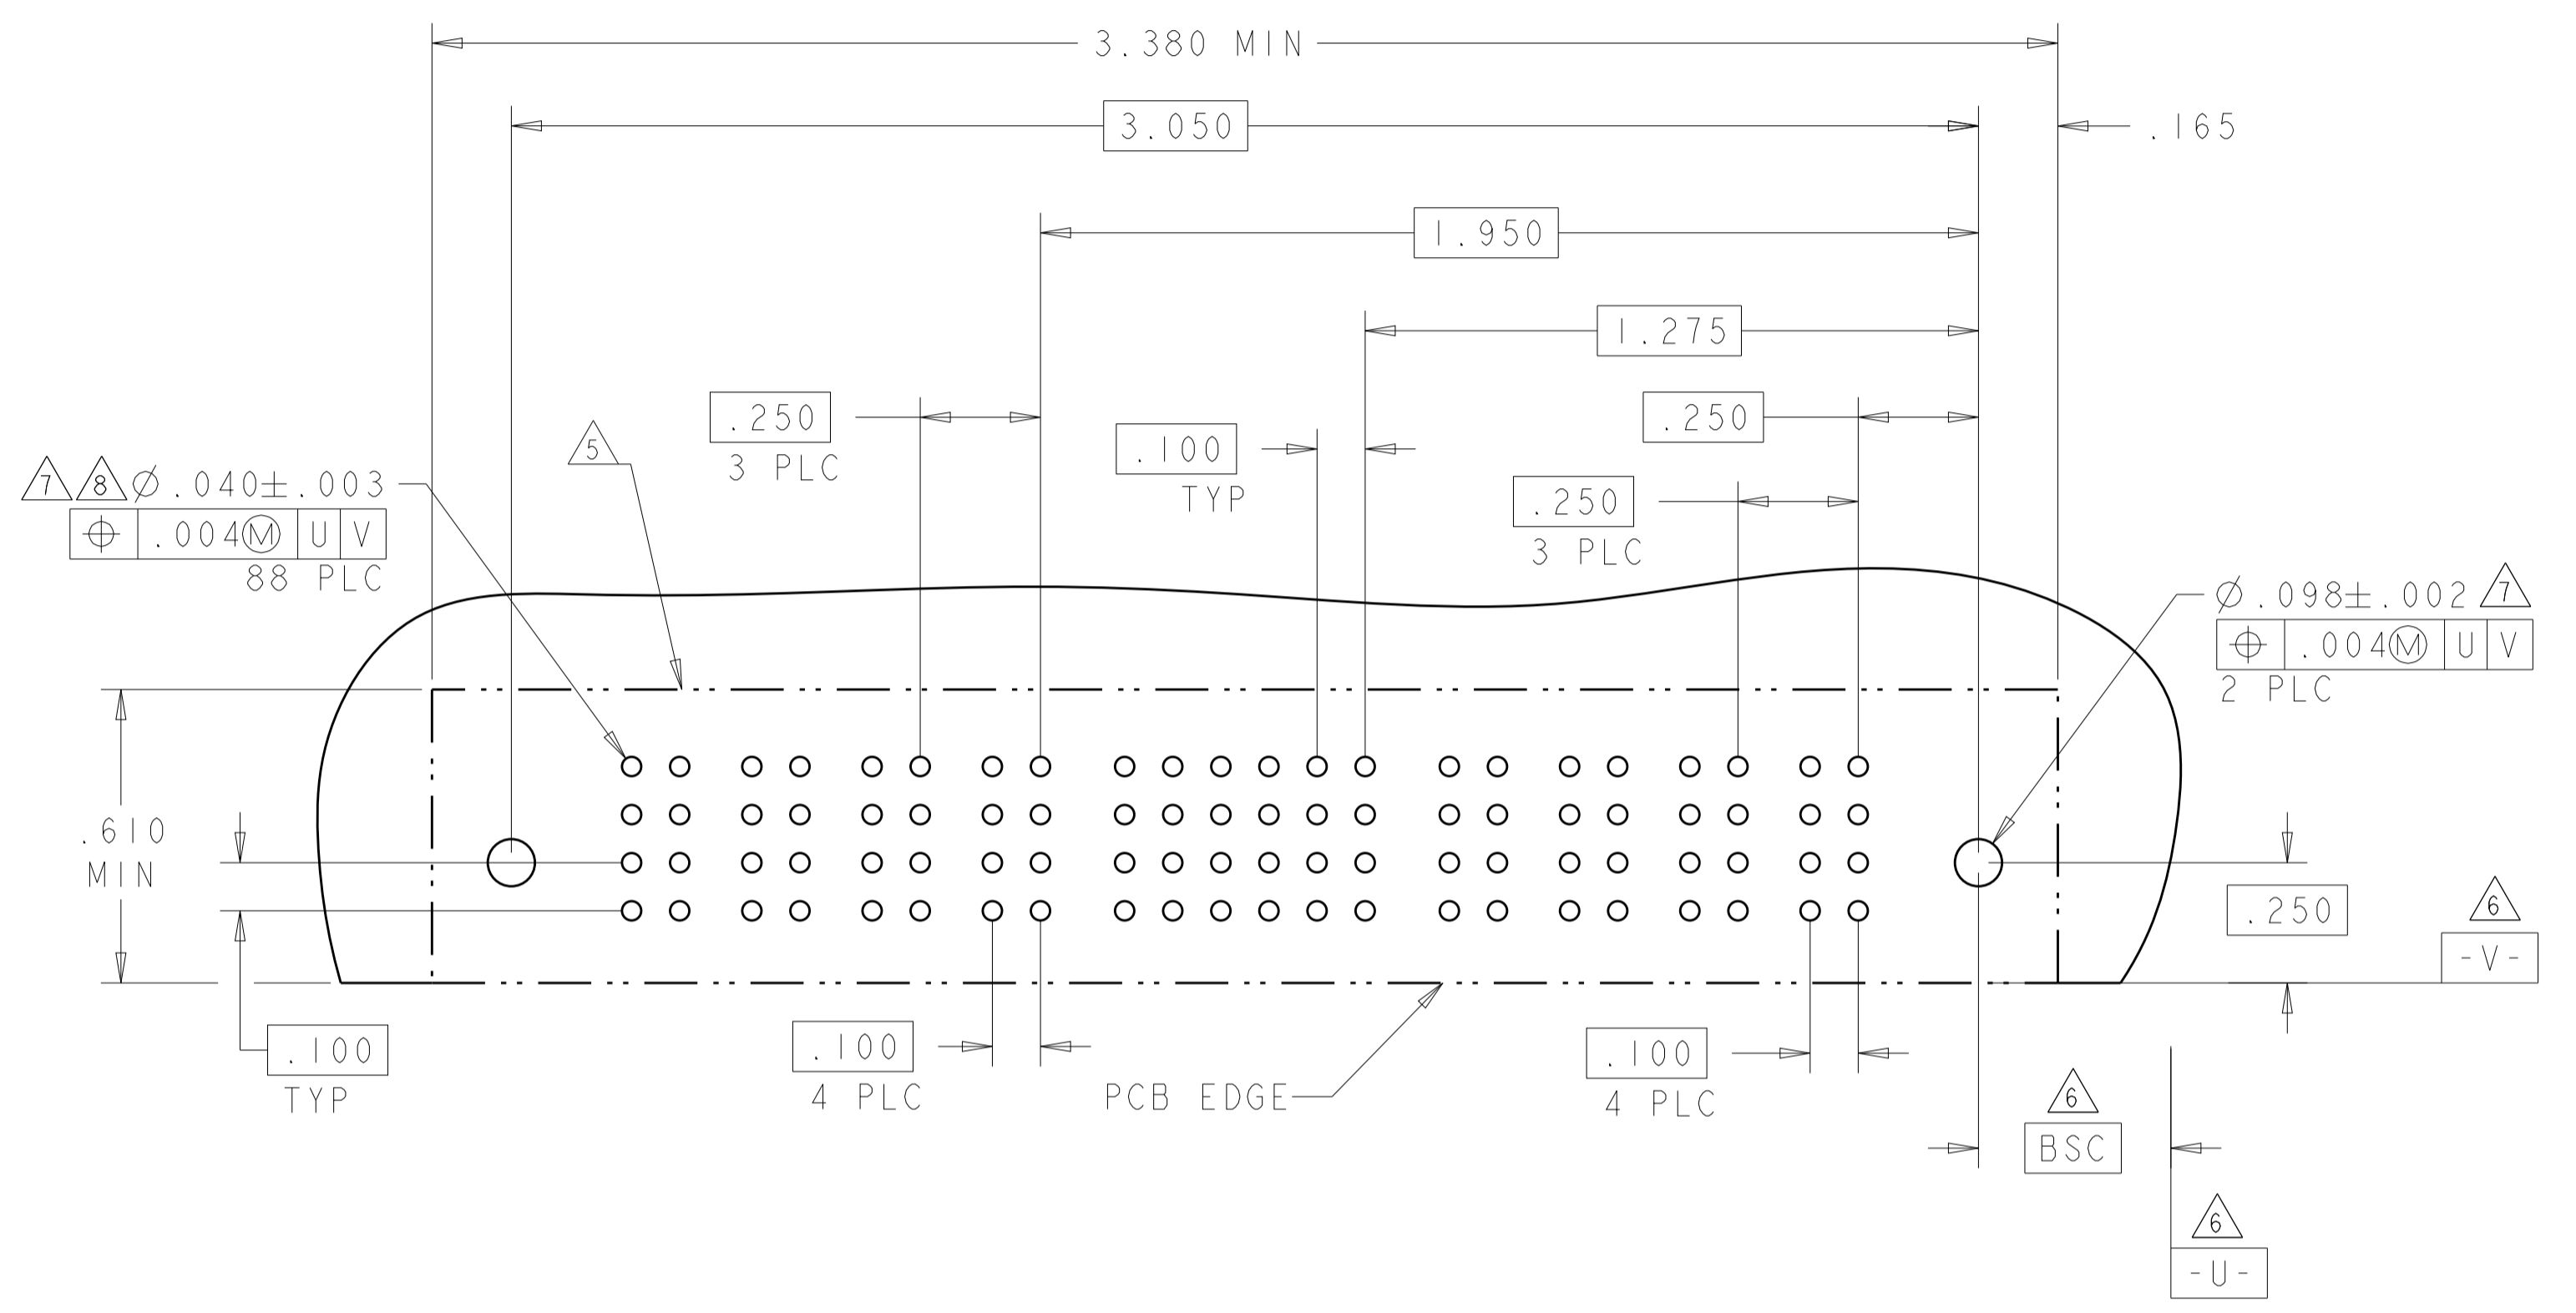 3.380 MIN
3.050
.165
1.950
1.275
.250
3 PLC
.100
TYP
.250
.250
3 PLC
5
7 8 Ø.040±.003
⌖ .004Ⓜ U V
88 PLC
Ø.098±.002 7
⌖ .004Ⓜ U V
2 PLC
.610
MIN
.250
6
-V-
.100
TYP
.100
4 PLC
PCB EDGE
.100
4 PLC
6
BSC
6
-U-